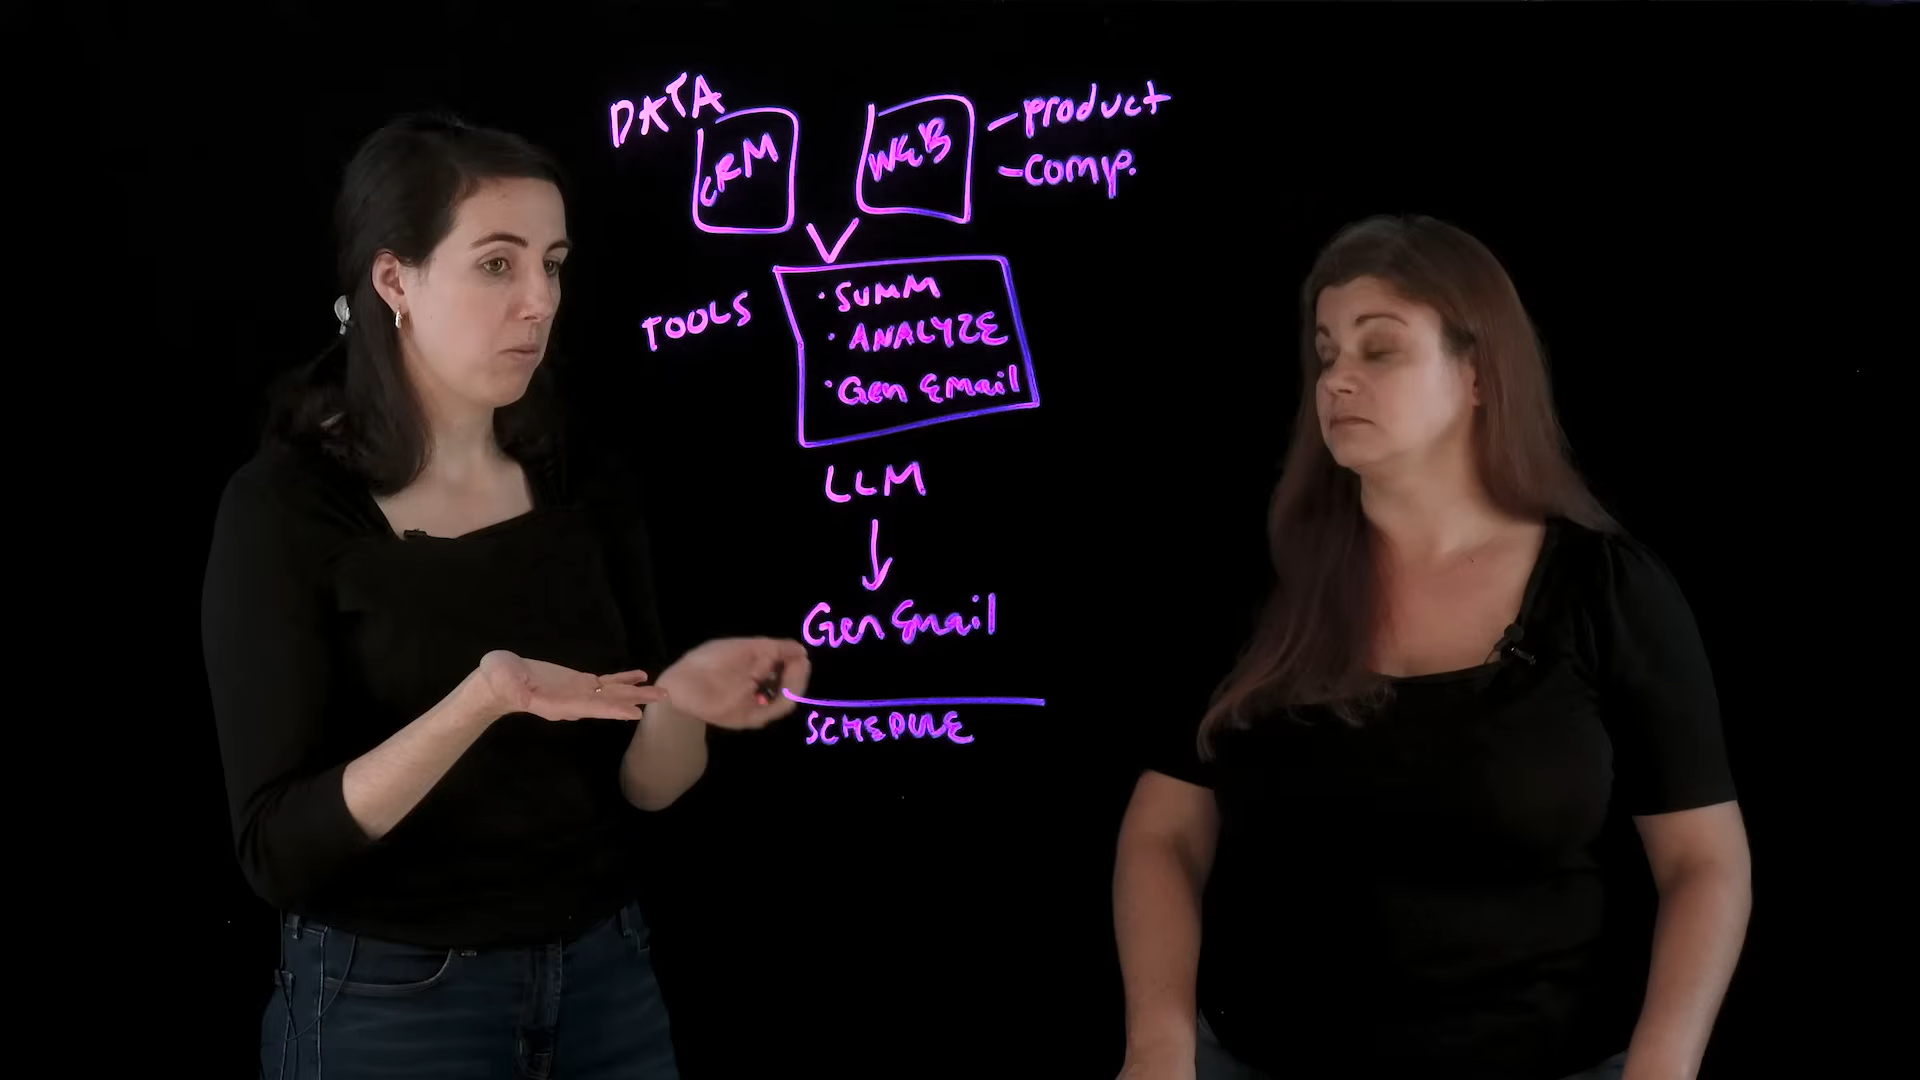 DATA
CRM
WEB
- product
- comp.
TOOLS
· SUMM
· ANALYZE
· Gen Email
LLM
Gen Email
SCHEDULE